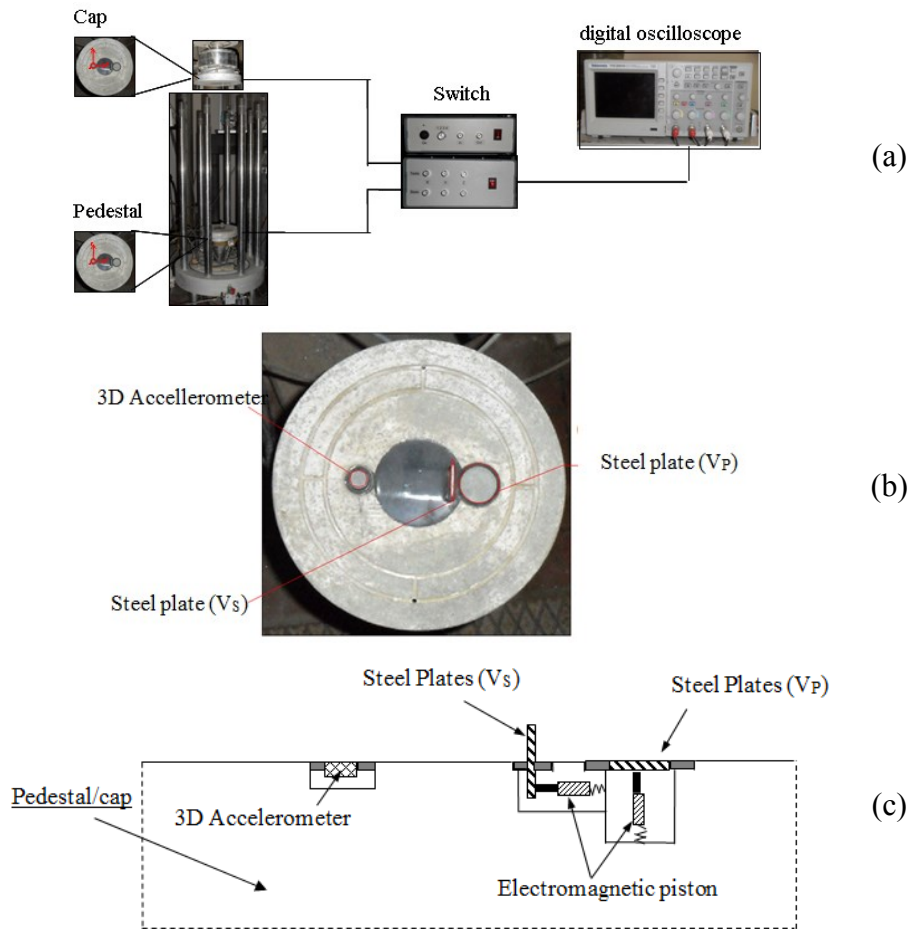 Cap
digital oscilloscope
Switch
(a)
Pedestal
3D Accellerometer
Steel plate (VP)
(b)
Steel plate (VS)
Steel Plates (VS)
Steel Plates (VP)
Pedestal/cap
3D Accelerometer
(c)
Electromagnetic piston